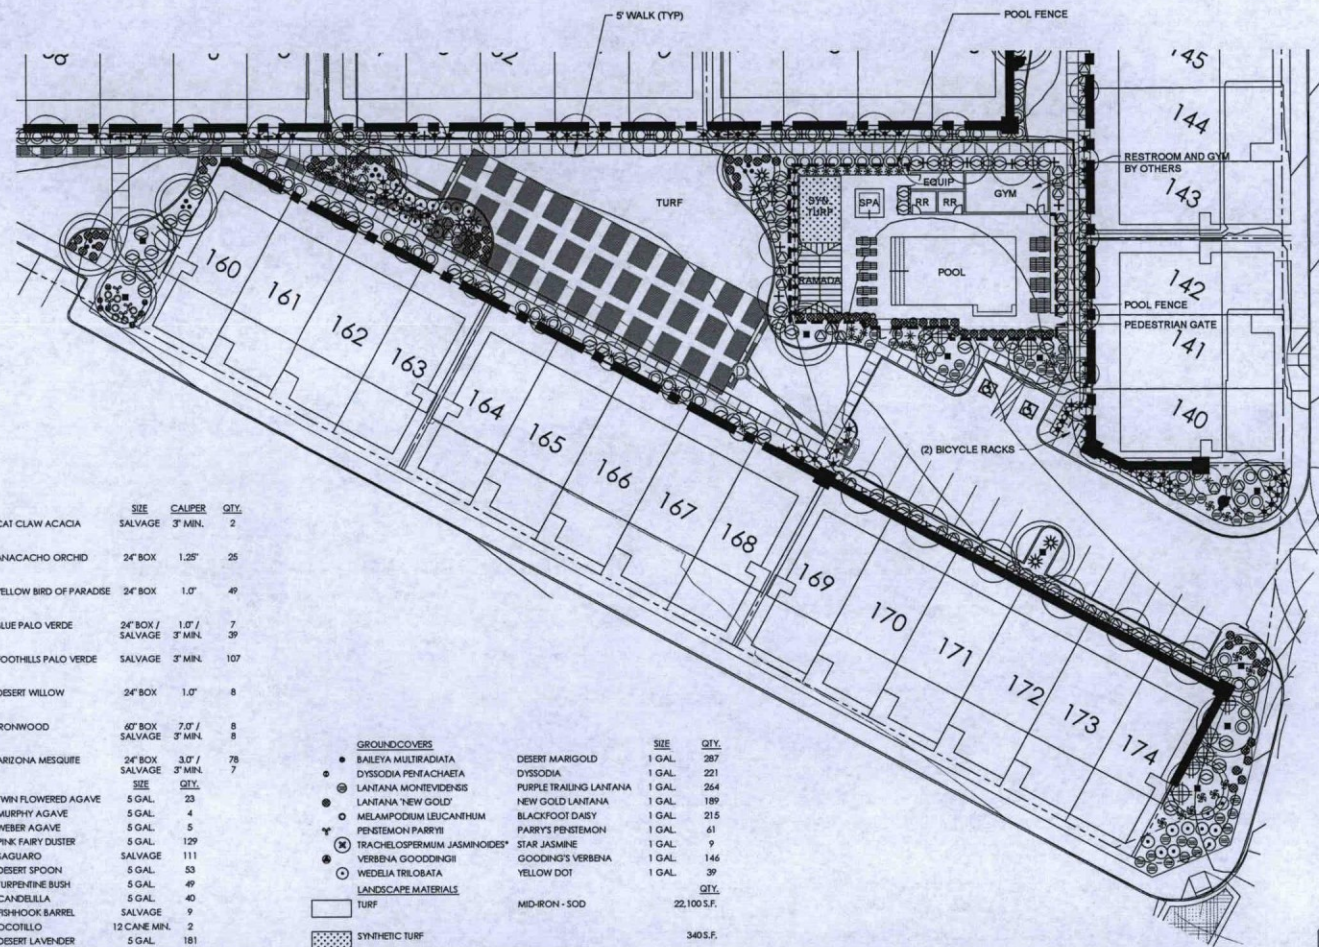 5' WALK (TYP)
POOL FENCE
145
144
RESTROOM AND GYM
BY OTHERS
143
EQUIP
GYM
TURF
SYN.
TURF
SPA
RR
RR
142
160
161
162
163
RAMADA
POOL
POOL FENCE
PEDESTRIAN GATE
141
140
164
165
166
167
168
(2) BICYCLE RACKS
169
170
171
172
173
174
SIZE CALIPER QTY.
CAT CLAW ACACIA SALVAGE 3" MIN. 2
ANACACHO ORCHID 24" BOX 1.25" 25
YELLOW BIRD OF PARADISE 24" BOX 1.0" 49
BLUE PALO VERDE 24" BOX / 1.0" / 7
SALVAGE 3" MIN. 39
FOOTHILLS PALO VERDE SALVAGE 3" MIN. 107
DESERT WILLOW 24" BOX 1.0" 8
IRONWOOD 60" BOX 7.0" / 8
SALVAGE 3" MIN. 8
ARIZONA MESQUITE 24" BOX 3.0" / 78
SALVAGE 3" MIN. 7
SIZE QTY.
TWIN FLOWERED AGAVE 5 GAL. 23
MURPHY AGAVE 5 GAL. 4
WEBER AGAVE 5 GAL. 5
PINK FAIRY DUSTER 5 GAL. 129
SAGUARO SALVAGE 111
DESERT SPOON 5 GAL. 53
TURPENTINE BUSH 5 GAL. 49
CANDELILLA 5 GAL. 40
FISHHOOK BARREL SALVAGE 9
OCOTILLO 12 CANE MIN. 2
DESERT LAVENDER 5 GAL. 181
GROUNDCOVERS SIZE QTY.
BAILEYA MULTIRADIATA DESERT MARIGOLD 1 GAL. 287
DYSSODIA PENTACHAETA DYSSODIA 1 GAL. 221
LANTANA MONTEVIDENSIS PURPLE TRAILING LANTANA 1 GAL. 264
LANTANA 'NEW GOLD' NEW GOLD LANTANA 1 GAL. 189
MELAMPODIUM LEUCANTHUM BLACKFOOT DAISY 1 GAL. 215
PENSTEMON PARRYII PARRY'S PENSTEMON 1 GAL. 61
TRACHELOSPERMUM JASMINOIDES* STAR JASMINE 1 GAL. 9
VERBENA GOODDINGII GOODING'S VERBENA 1 GAL. 146
WEDELIA TRILOBATA YELLOW DOT 1 GAL. 39
LANDSCAPE MATERIALS QTY.
TURF MID-IRON - SOD 22,100 S.F.
SYNTHETIC TURF 340 S.F.